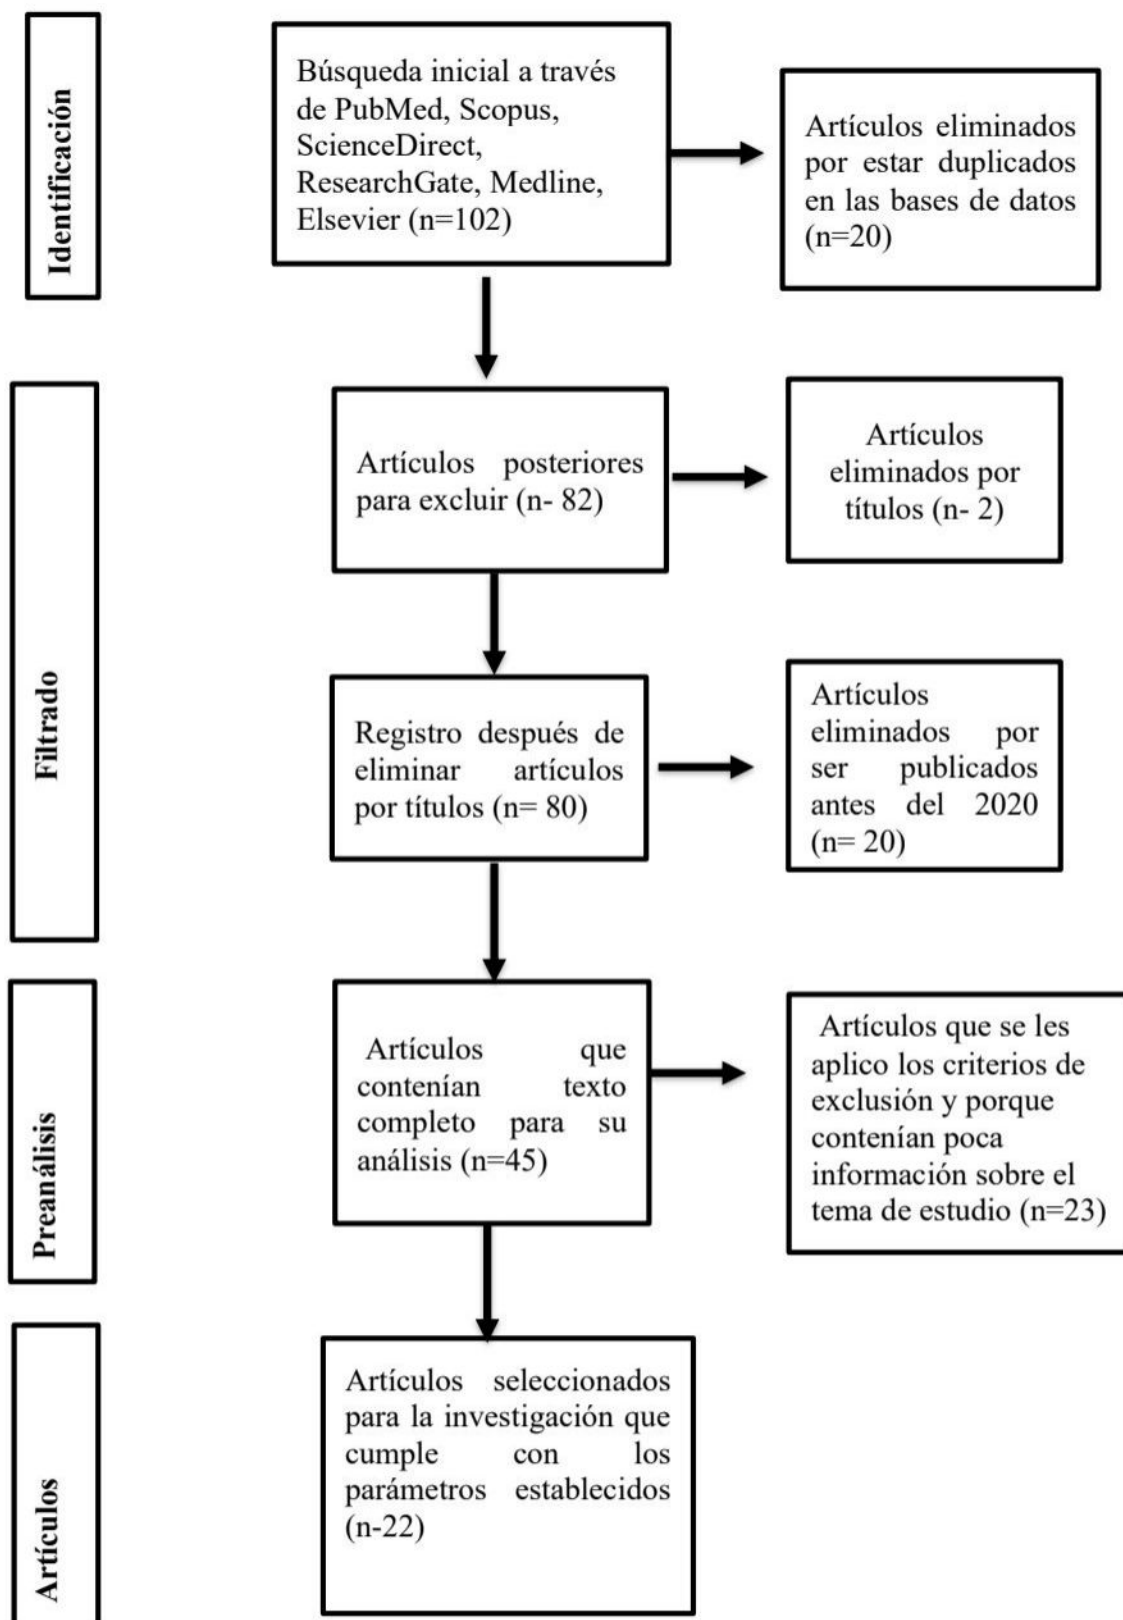 Identificación
Búsqueda inicial a través
de PubMed, Scopus,
ScienceDirect,
ResearchGate, Medline,
Elsevier (n=102)
Artículos eliminados
por estar duplicados
en las bases de datos
(n=20)
Filtrado
Artículos posteriores
para excluir (n- 82)
Artículos
eliminados por
títulos (n- 2)
Registro después de
eliminar artículos
por títulos (n= 80)
Artículos
eliminados por
ser publicados
antes del 2020
(n= 20)
Preanálisis
Artículos que
contenían texto
completo para su
análisis (n=45)
Artículos que se les
aplico los criterios de
exclusión y porque
contenían poca
información sobre el
tema de estudio (n=23)
Artículos
Artículos seleccionados
para la investigación que
cumple con los
parámetros establecidos
(n-22)